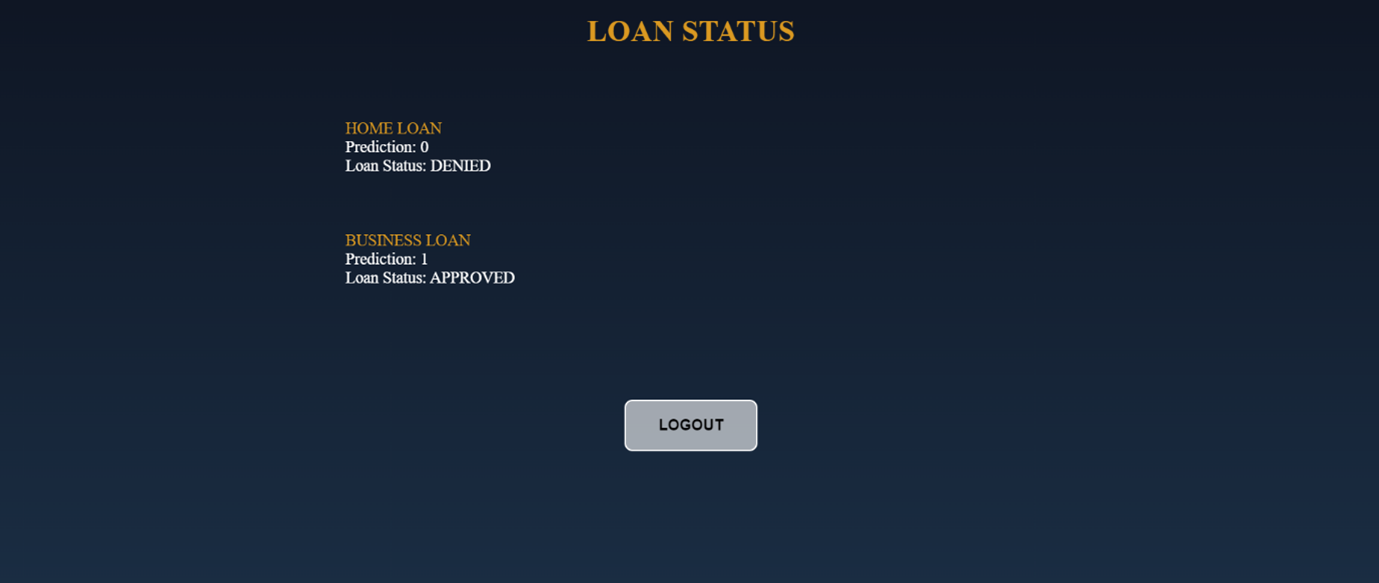 LOAN STATUS
HOME LOAN
Prediction: 0
Loan Status: DENIED
BUSINESS LOAN
Prediction: 1
Loan Status: APPROVED
LOGOUT